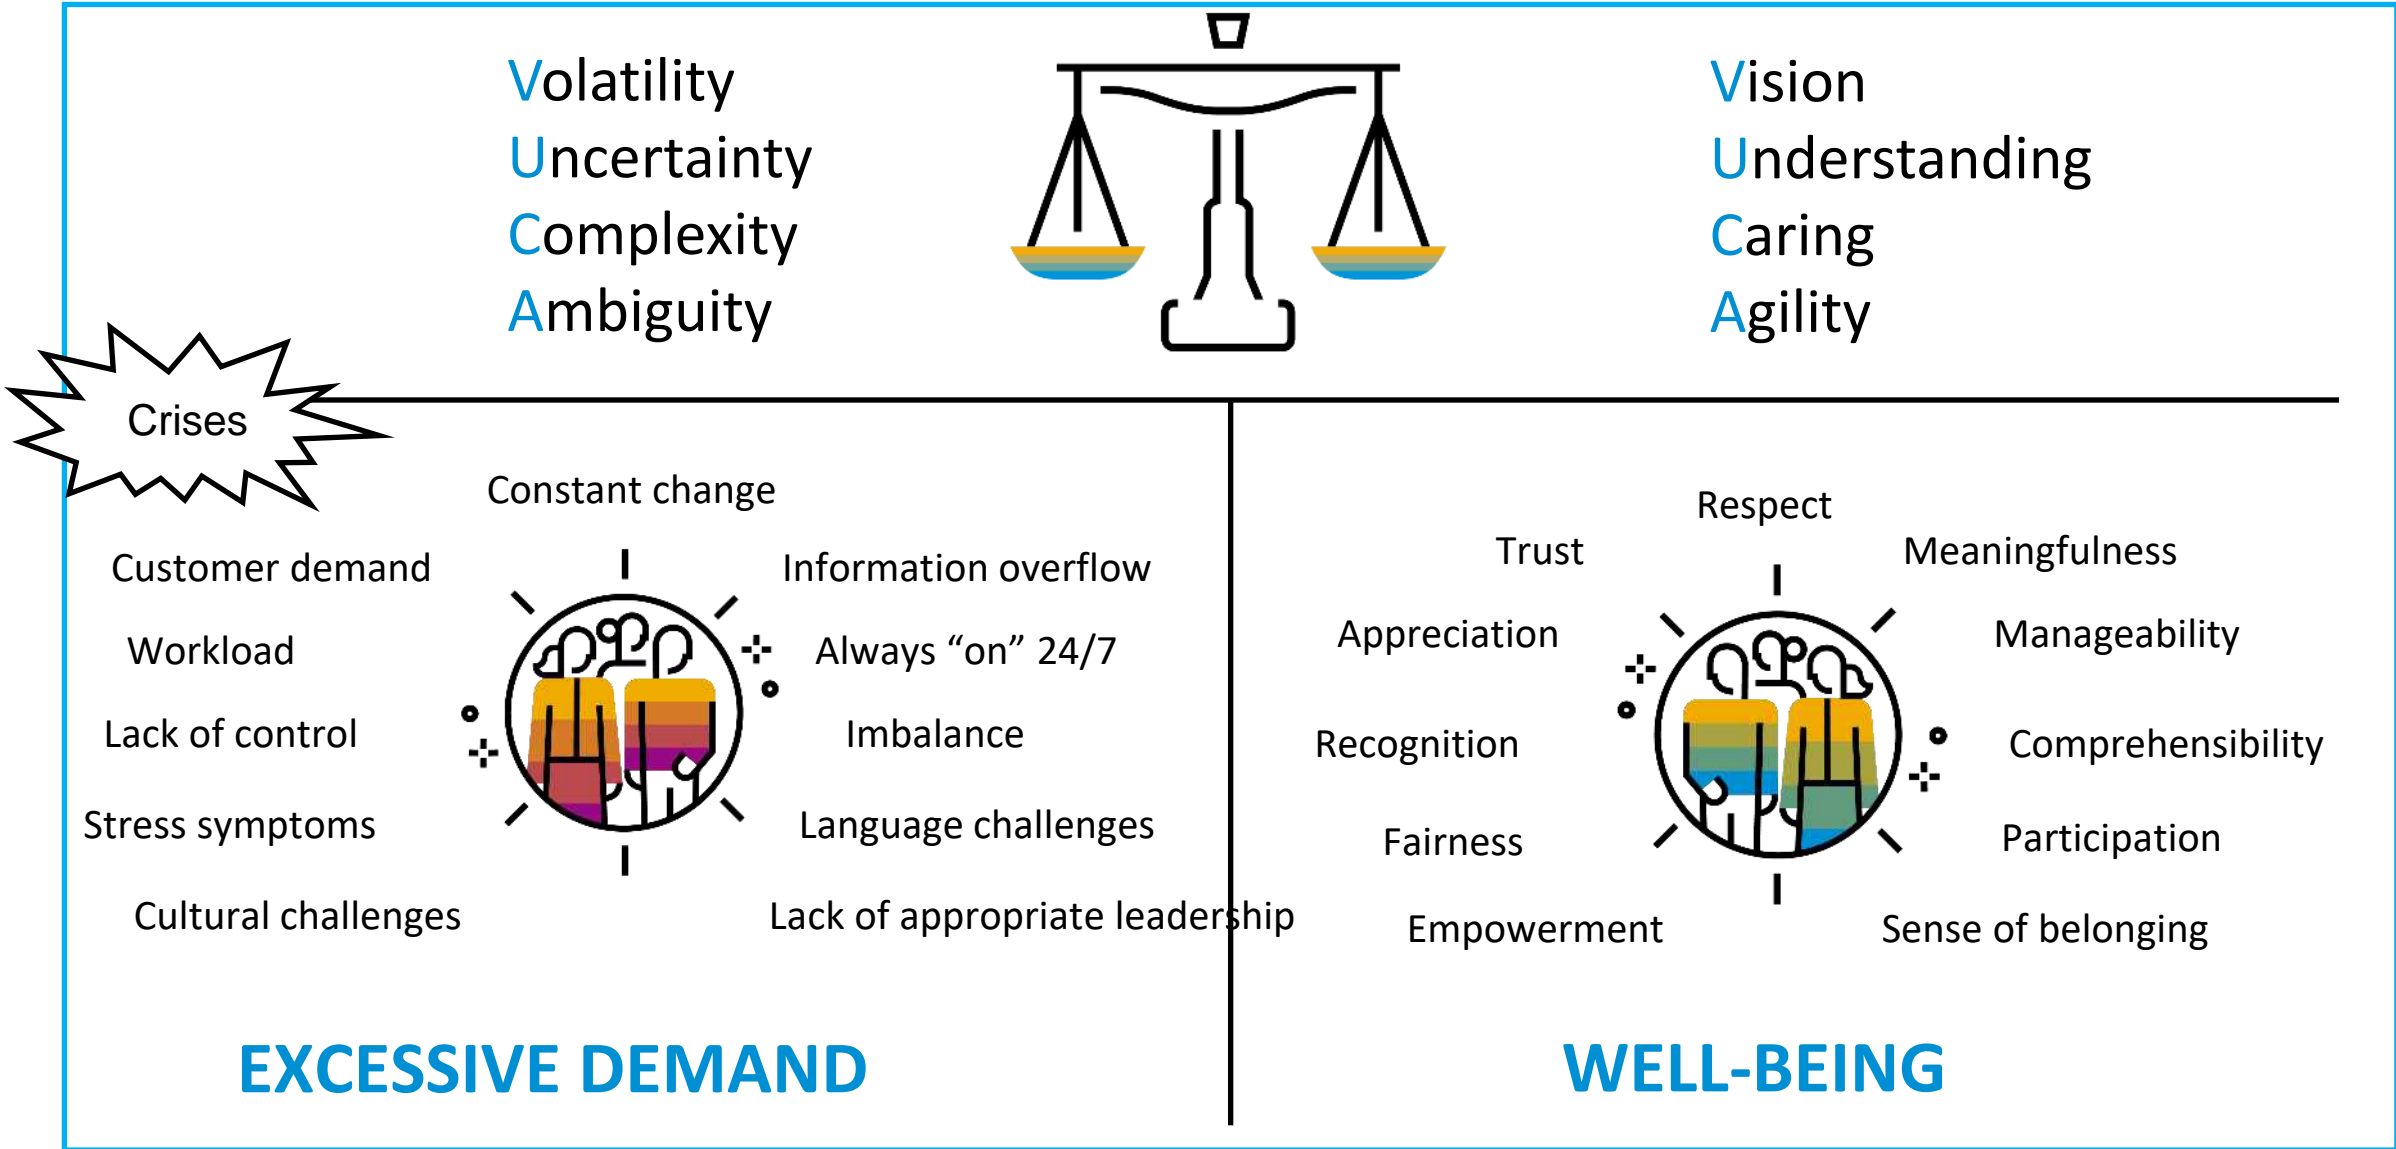 Volatility
Uncertainty
Complexity
Ambiguity
Vision
Understanding
Caring
Agility
Crises
Constant change
Customer demand
Information overflow
Workload
Always “on” 24/7
Lack of control
Imbalance
Stress symptoms
Language challenges
Cultural challenges
Lack of appropriate leadership
EXCESSIVE DEMAND
Respect
Trust
Meaningfulness
Appreciation
Manageability
Recognition
Comprehensibility
Fairness
Participation
Empowerment
Sense of belonging
WELL-BEING